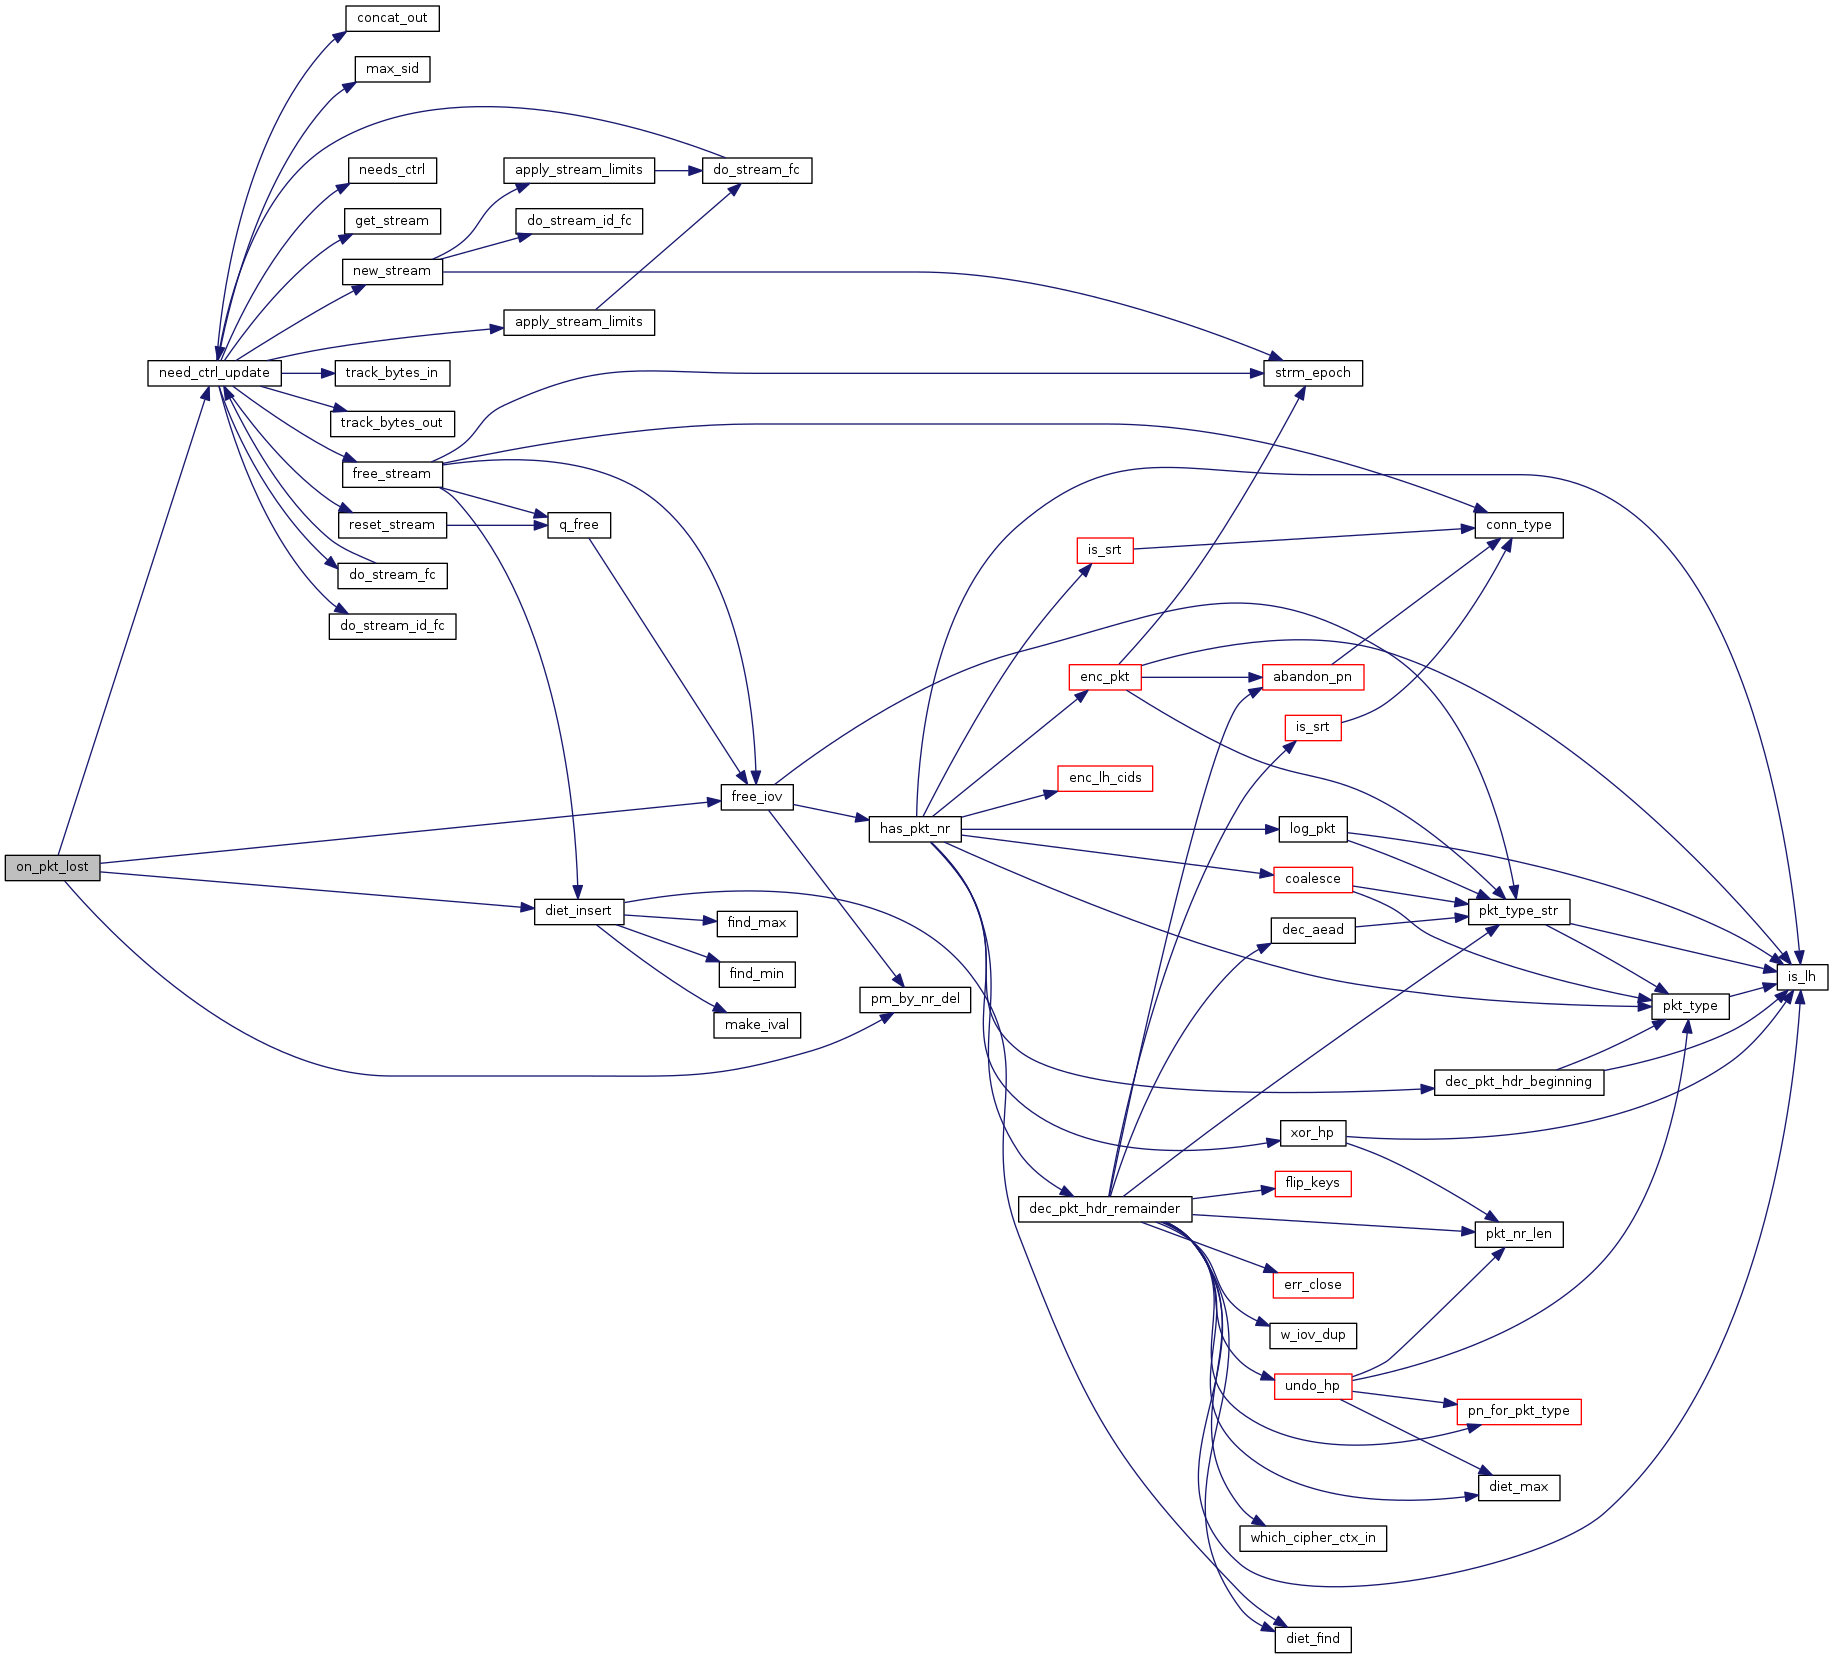 concat_out
max_sid
needs_ctrl
apply_stream_limits
do_stream_fc
get_stream
do_stream_id_fc
new_stream
apply_stream_limits
need_ctrl_update
track_bytes_in
strm_epoch
track_bytes_out
free_stream
reset_stream
q_free
conn_type
is_srt
do_stream_fc
do_stream_id_fc
enc_pkt
abandon_pn
is_srt
enc_lh_cids
free_iov
has_pkt_nr
log_pkt
on_pkt_lost
coalesce
diet_insert
find_max
pkt_type_str
dec_aead
find_min
is_lh
pm_by_nr_del
pkt_type
make_ival
dec_pkt_hdr_beginning
xor_hp
flip_keys
dec_pkt_hdr_remainder
pkt_nr_len
err_close
w_iov_dup
undo_hp
pn_for_pkt_type
diet_max
which_cipher_ctx_in
diet_find